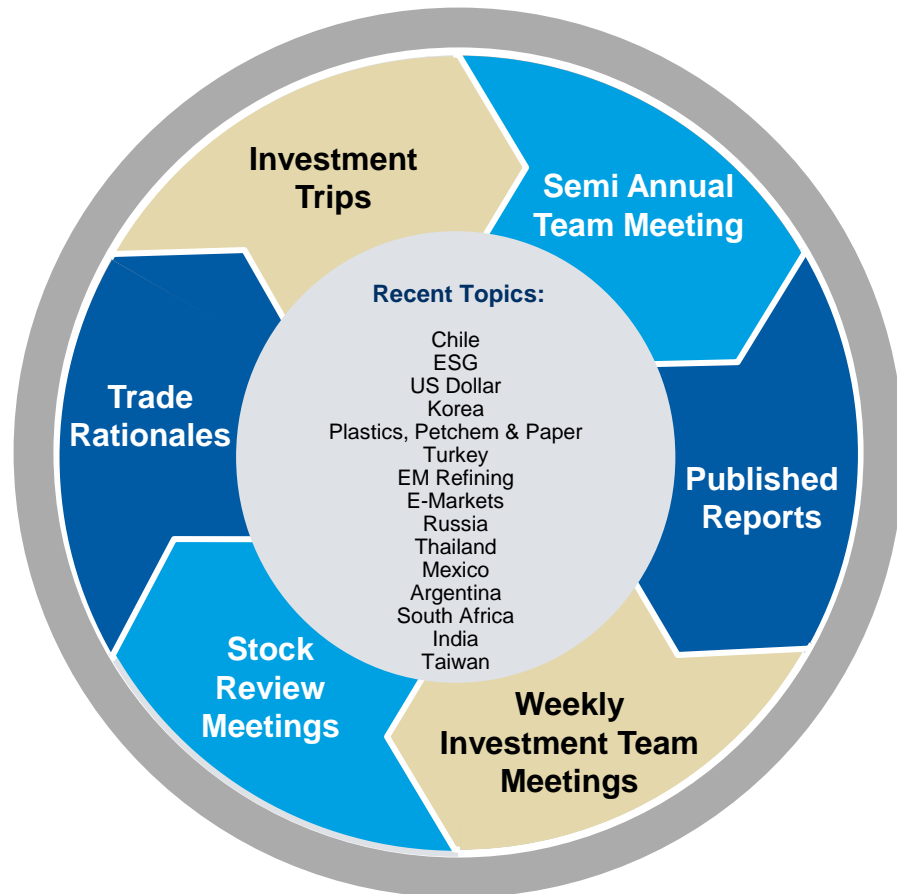 Investment
Trips
Semi Annual
Team Meeting
Published
Reports
Weekly
Investment Team
Meetings
Stock
Review
Meetings
Trade
Rationales
Recent Topics:
Chile
ESG
US Dollar
Korea
Plastics, Petchem & Paper
Turkey
EM Refining
E-Markets
Russia
Thailand
Mexico
Argentina
South Africa
India
Taiwan